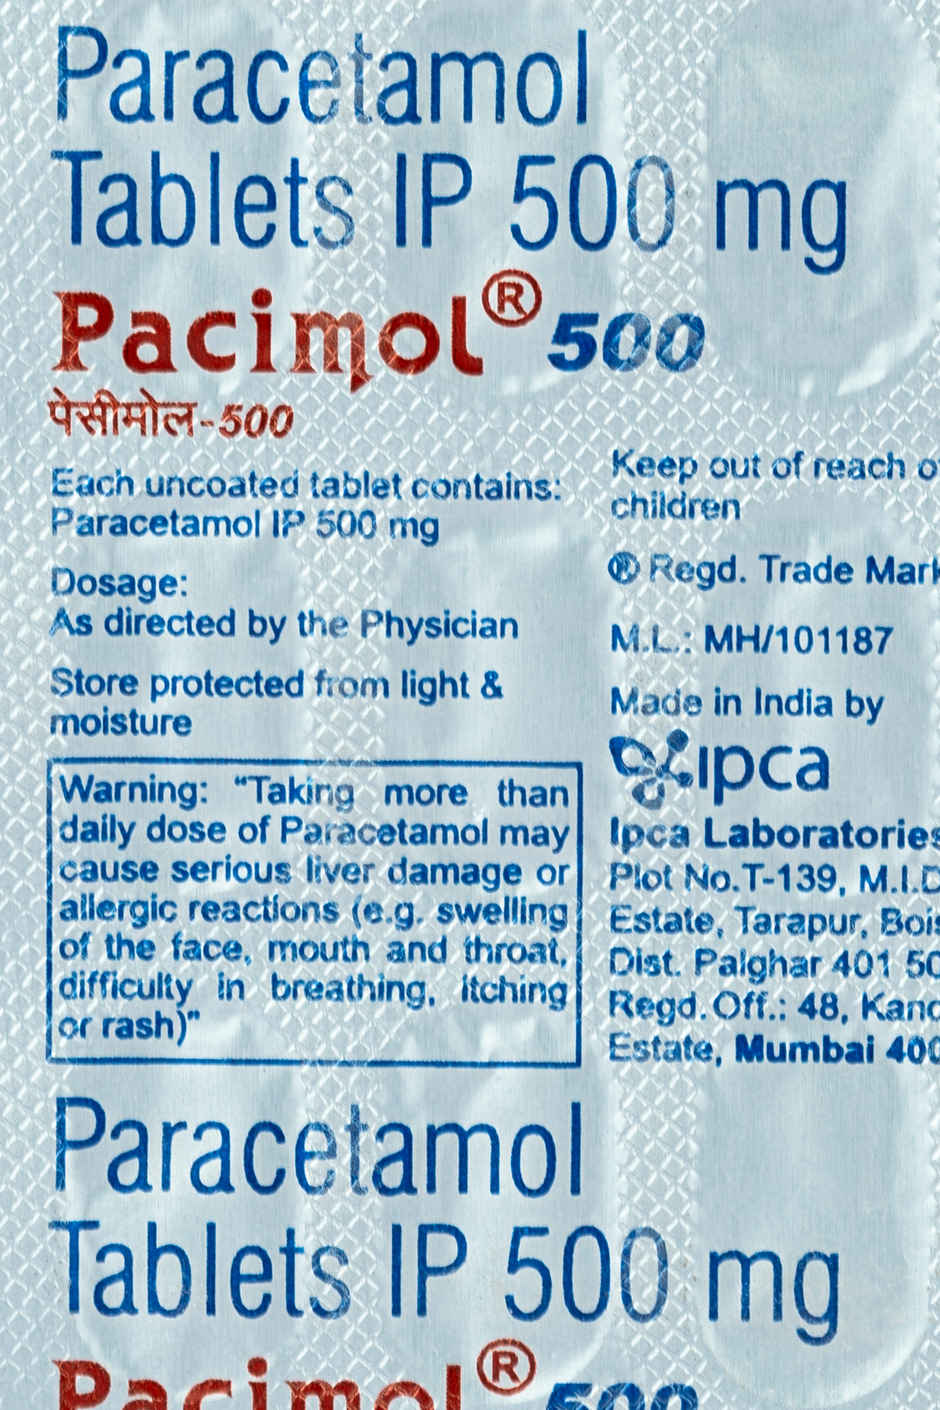 Paracetamol
Tablets IP 500 mg
Pacimol® 500
पेसीमोल-500
Each uncoated tablet contains:
Paracetamol IP 500 mg
Dosage:
As directed by the Physician
Store protected from light &
moisture
Warning: “Taking more than
daily dose of Paracetamol may
cause serious liver damage or
allergic reactions (e.g. swelling
of the face, mouth and throat,
difficulty in breathing, itching
or rash)”
Keep out of reach
children
® Regd. Trade Mark
M.L.: MH/101187
Made in India by
ipca
Ipca Laboratories
Plot No.T-139,
Estate, Tarapur,
Dist. Palghar 401
Regd. Off.: 48,
Estate, Mumbai
Paracetamol
Tablets IP 500 mg
Pacimol® 500